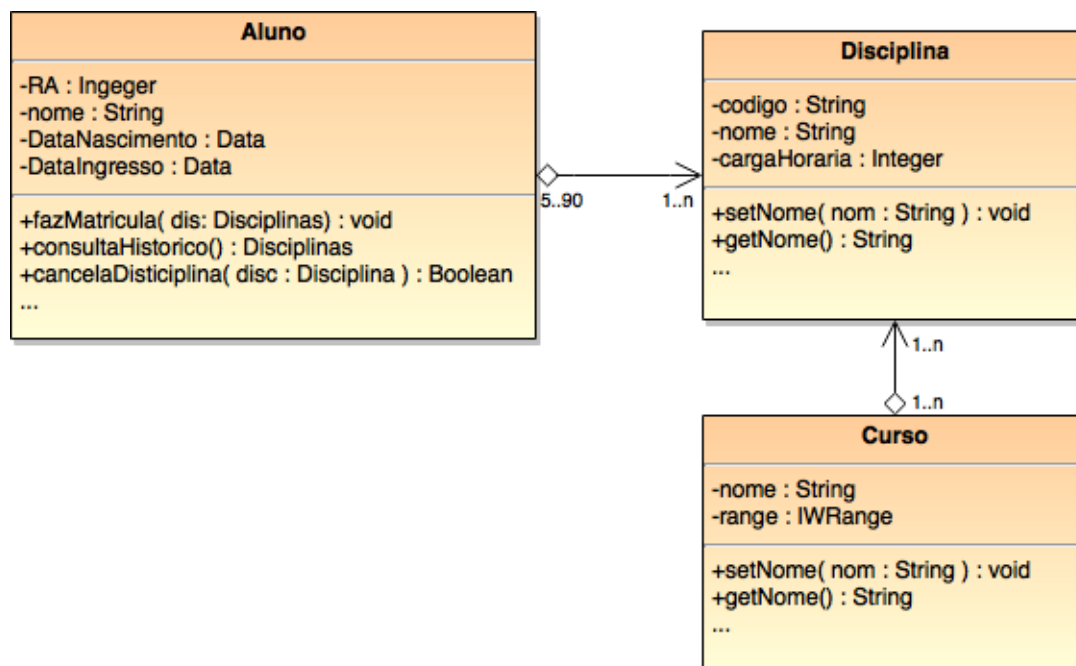 Aluno
-RA : Ingeger
-nome : String
-DataNascimento : Data
-DataIngresso : Data
+fazMatricula( dis: Disciplinas) : void
+consultaHistorico() : Disciplinas
+cancelaDisticiplina( disc : Disciplina ) : Boolean
...
5..90
1..n
Disciplina
-codigo : String
-nome : String
-cargaHoraria : Integer
+setNome( nom : String ) : void
+getNome() : String
...
1..n
1..n
Curso
-nome : String
-range : IWRange
+setNome( nom : String ) : void
+getNome() : String
...